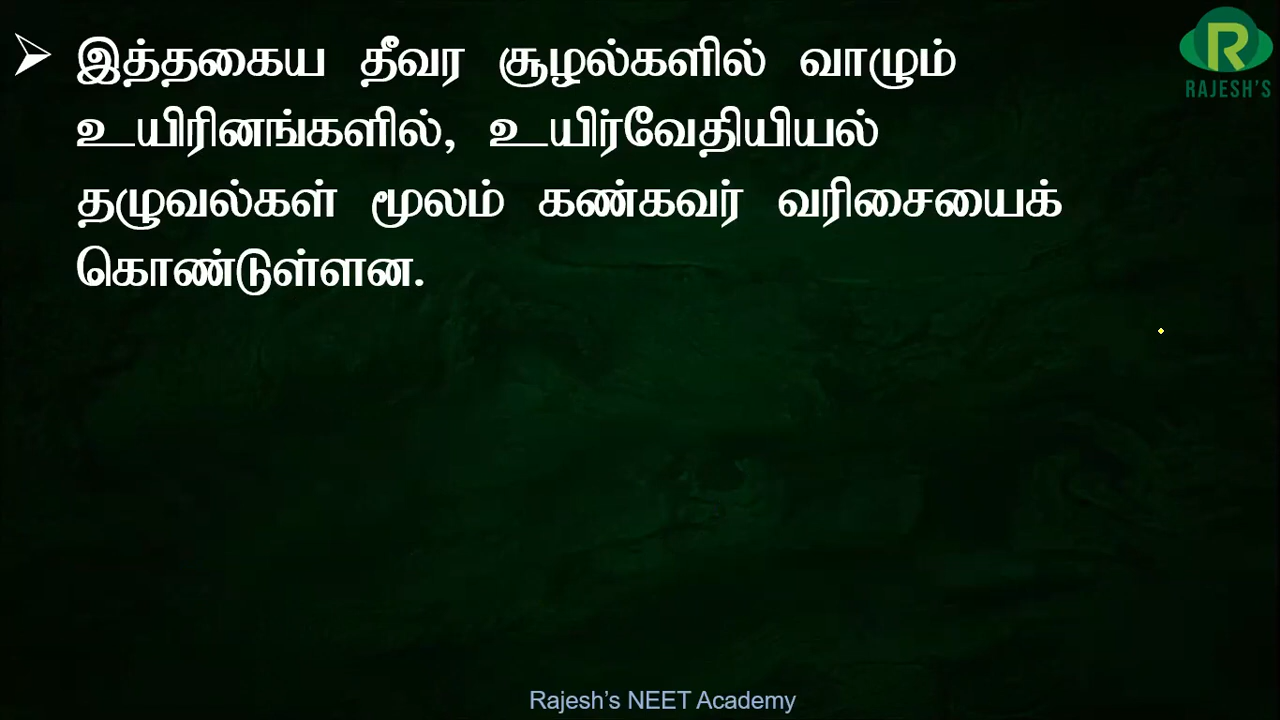 இத்தகைய தீவர சூழல்களில் வாழும்
உயிரினங்களில், உயிர்வேதியியல்
தழுவல்கள் மூலம் கண்கவர் வரிசையைக்
கொண்டுள்ளன.
R
RAJESH'S
Rajesh's NEET Academy